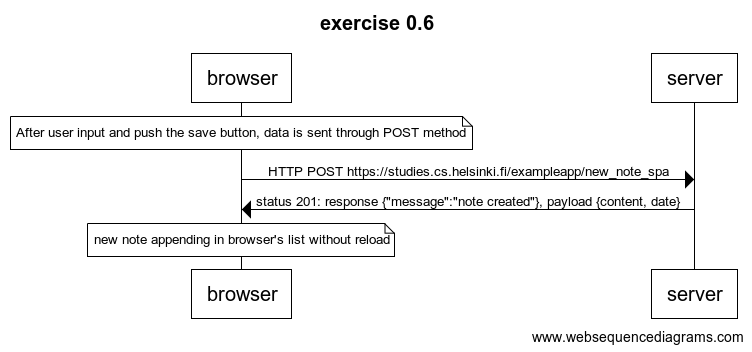 exercise 0.6
browser server
After user input and push the save button, data is sent through POST method
HTTP POST https://studies.cs.helsinki.fi/exampleapp/new_note_spa
status 201: response {"message":"note created"}, payload {content, date}
new note appending in browser's list without reload
browser server
www.websequencediagrams.com